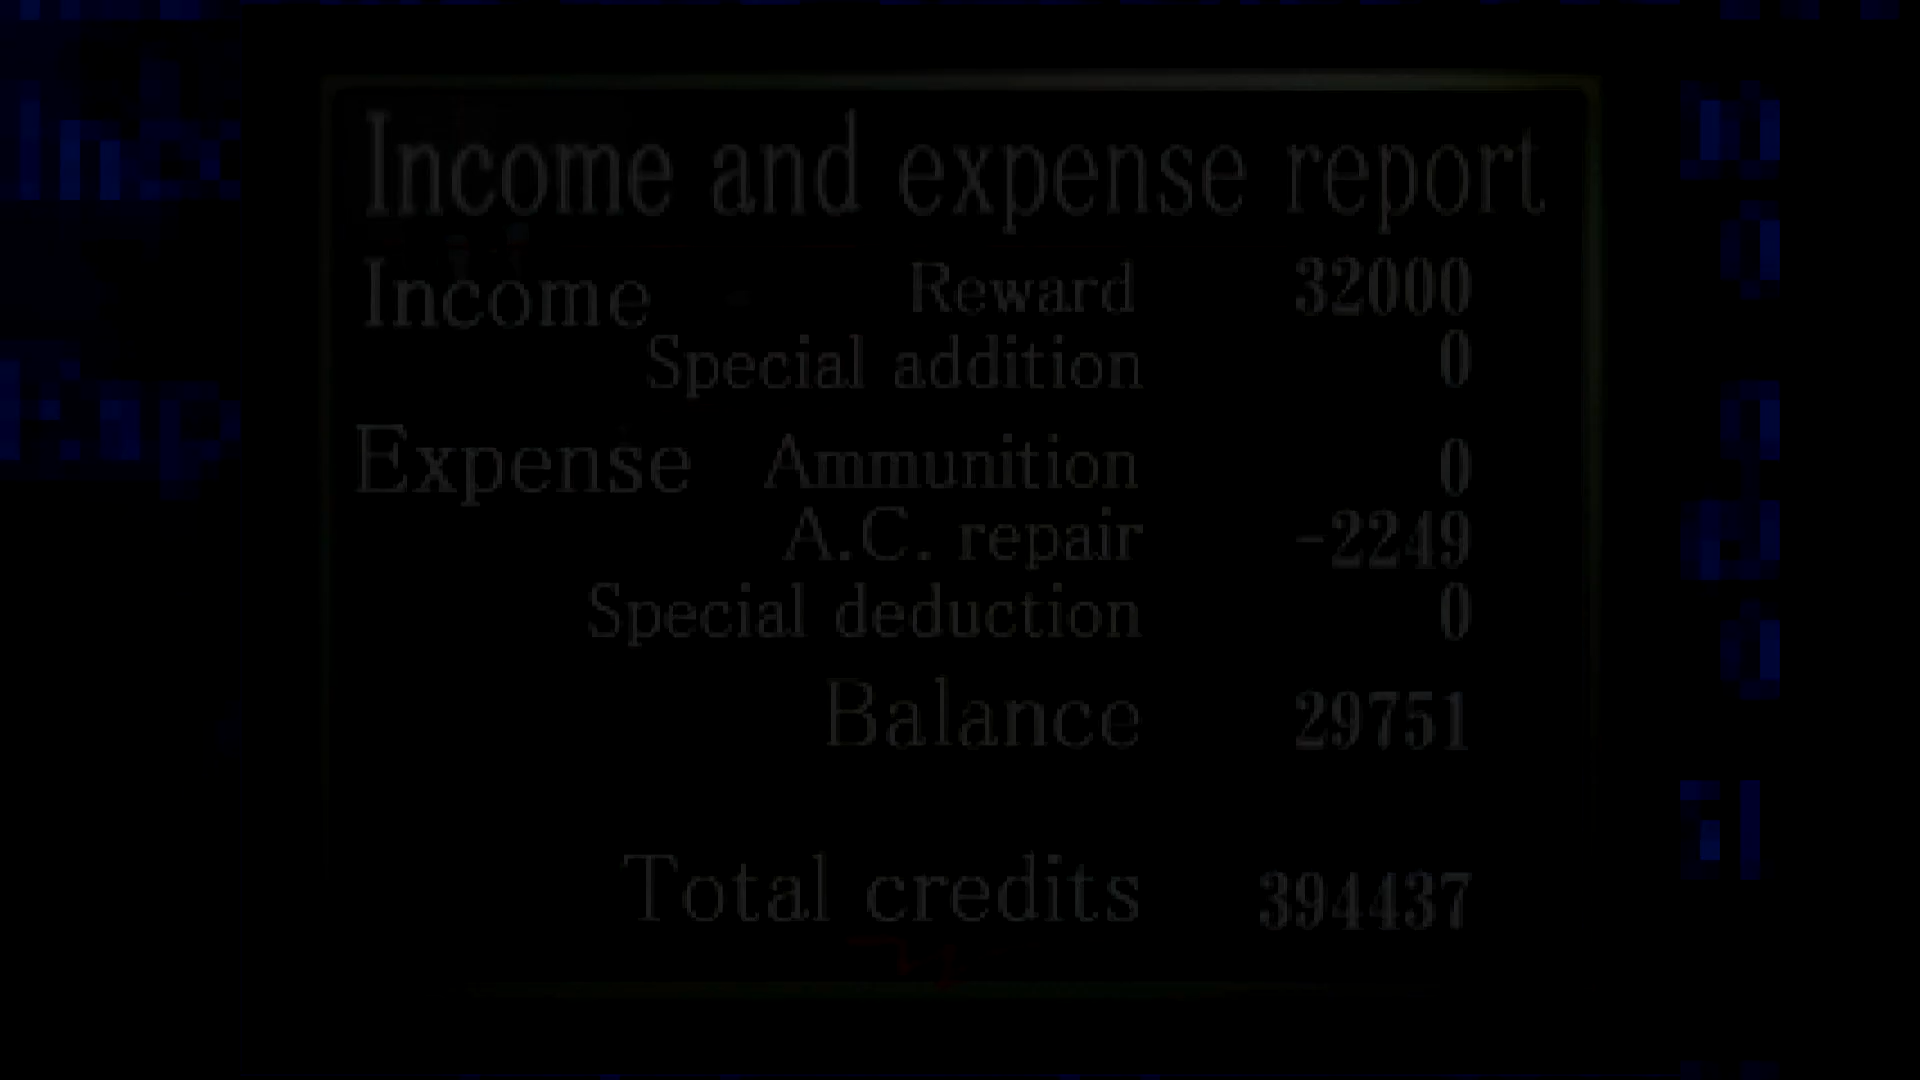 Income and expense report
Income Reward 32000
Special addition 0
Expense Ammunition 0
A.C. repair -2249
Special deduction 0
Balance 29751
Total credits 394437